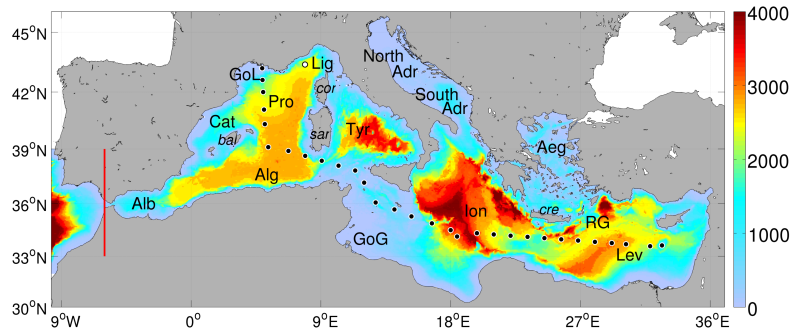 45°N
42°N
39°N
36°N
33°N
30°N
9°W
0°
9°E
18°E
27°E
36°E
4000
3000
2000
1000
0
GoL
Lig
North
Adr
South
Adr
cor
Pro
Cat
bal
sar
Tyr
Aeg
Alg
Alb
Ion
cre
RG
GoG
Lev